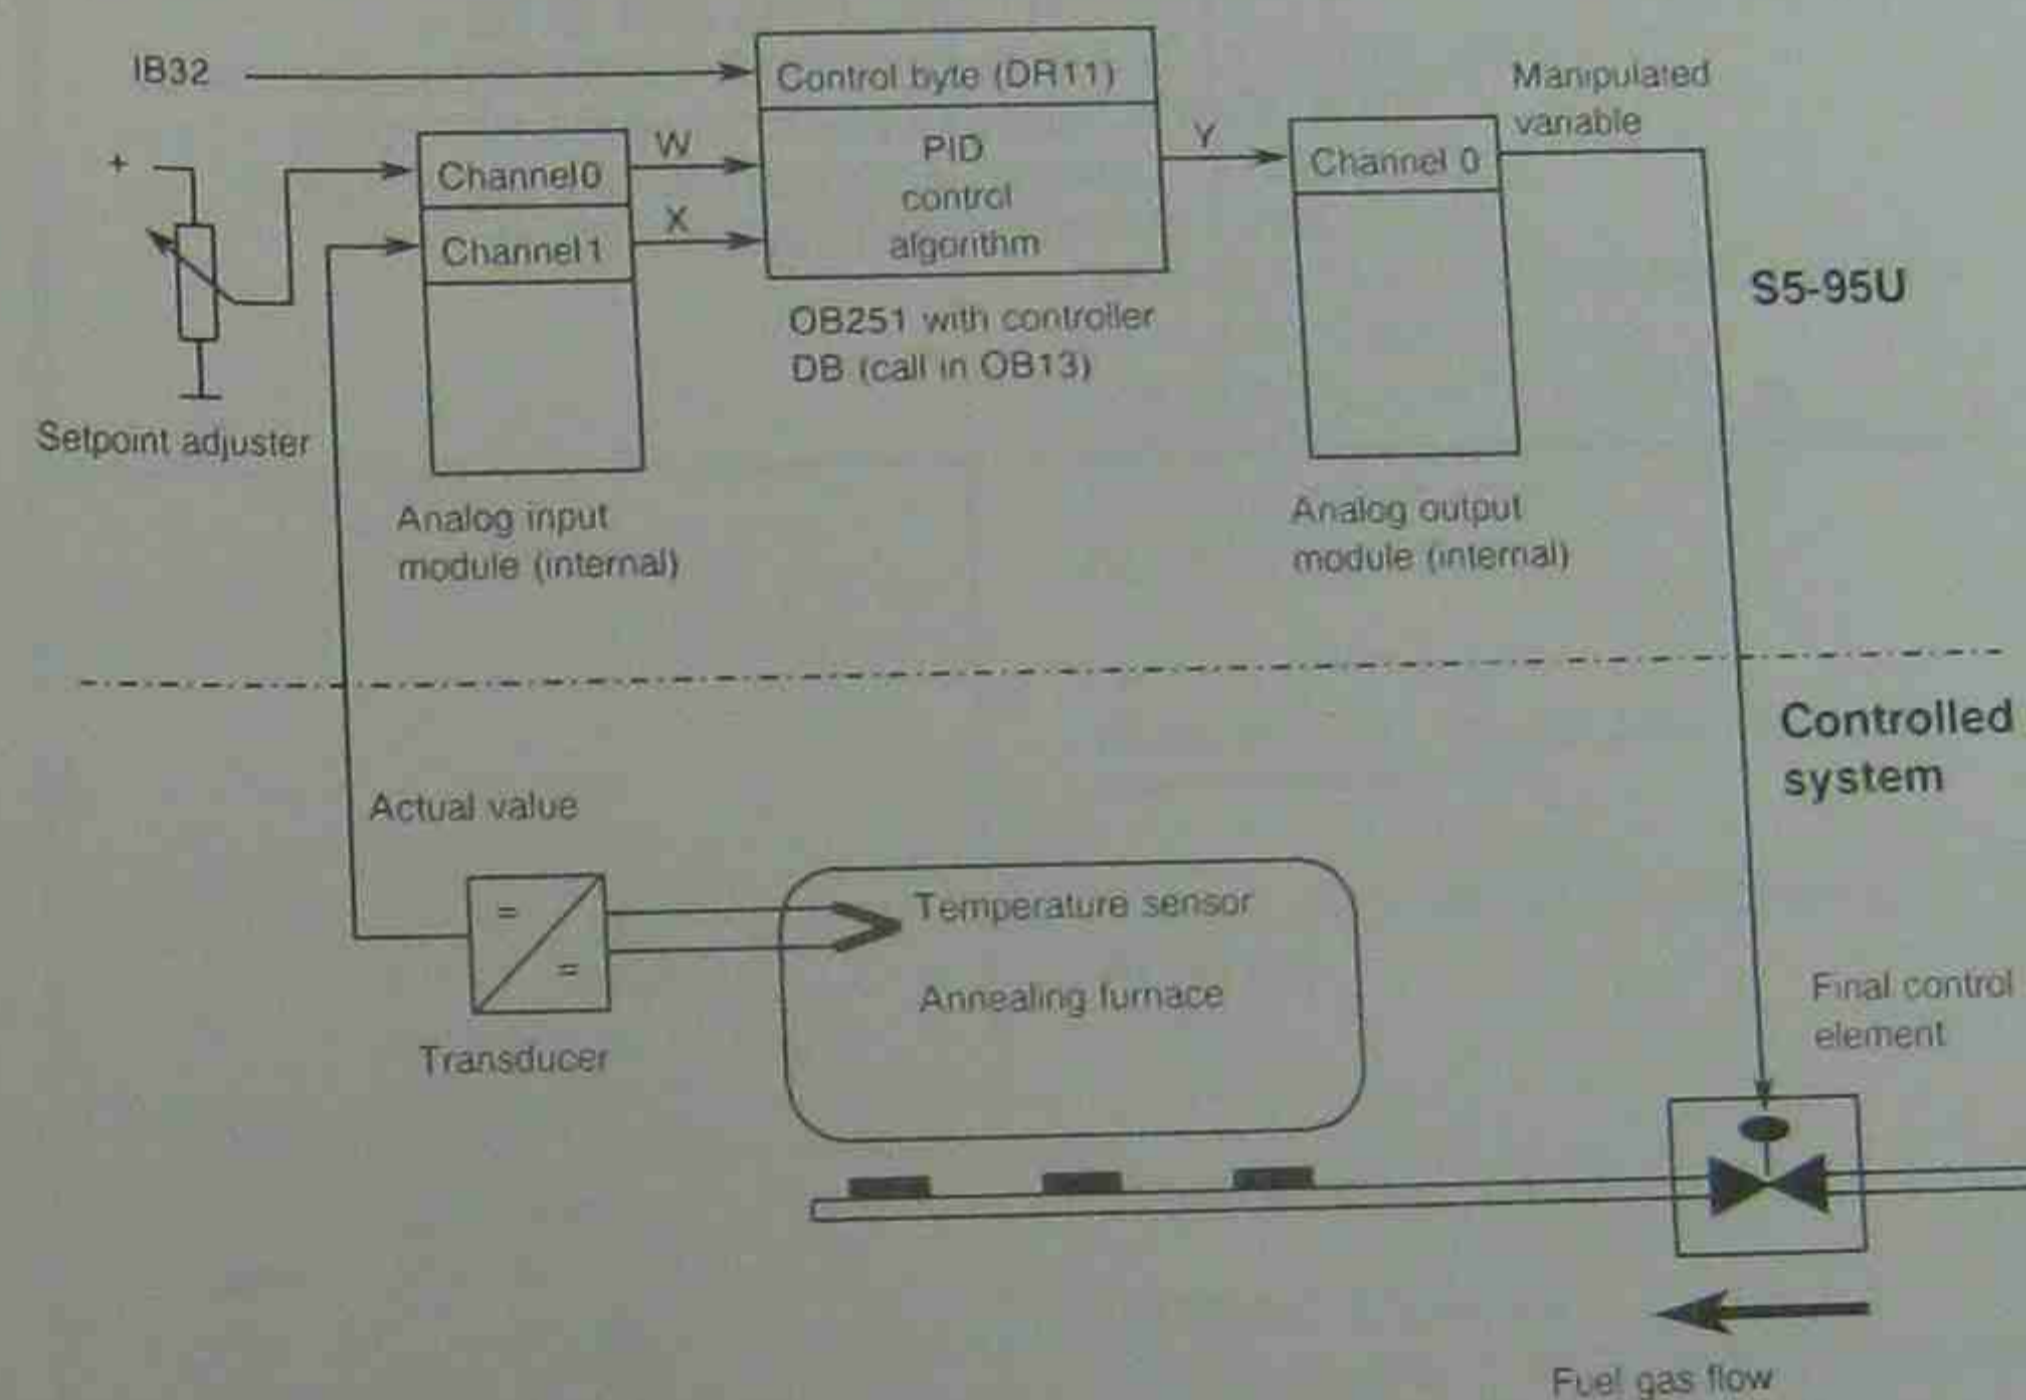 IB32
Control byte (DR11)
Manipulated
variable
+
Channel 0
W
PID
control
algorithm
Y
Channel 0
Channel 1
X
S5-95U
OB251 with controller
DB (call in OB13)
Setpoint adjuster
Analog input
module (internal)
Analog output
module (internal)
Controlled
system
Actual value
=
=
Temperature sensor
Annealing furnace
Transducer
Final control
element
Fuel gas flow